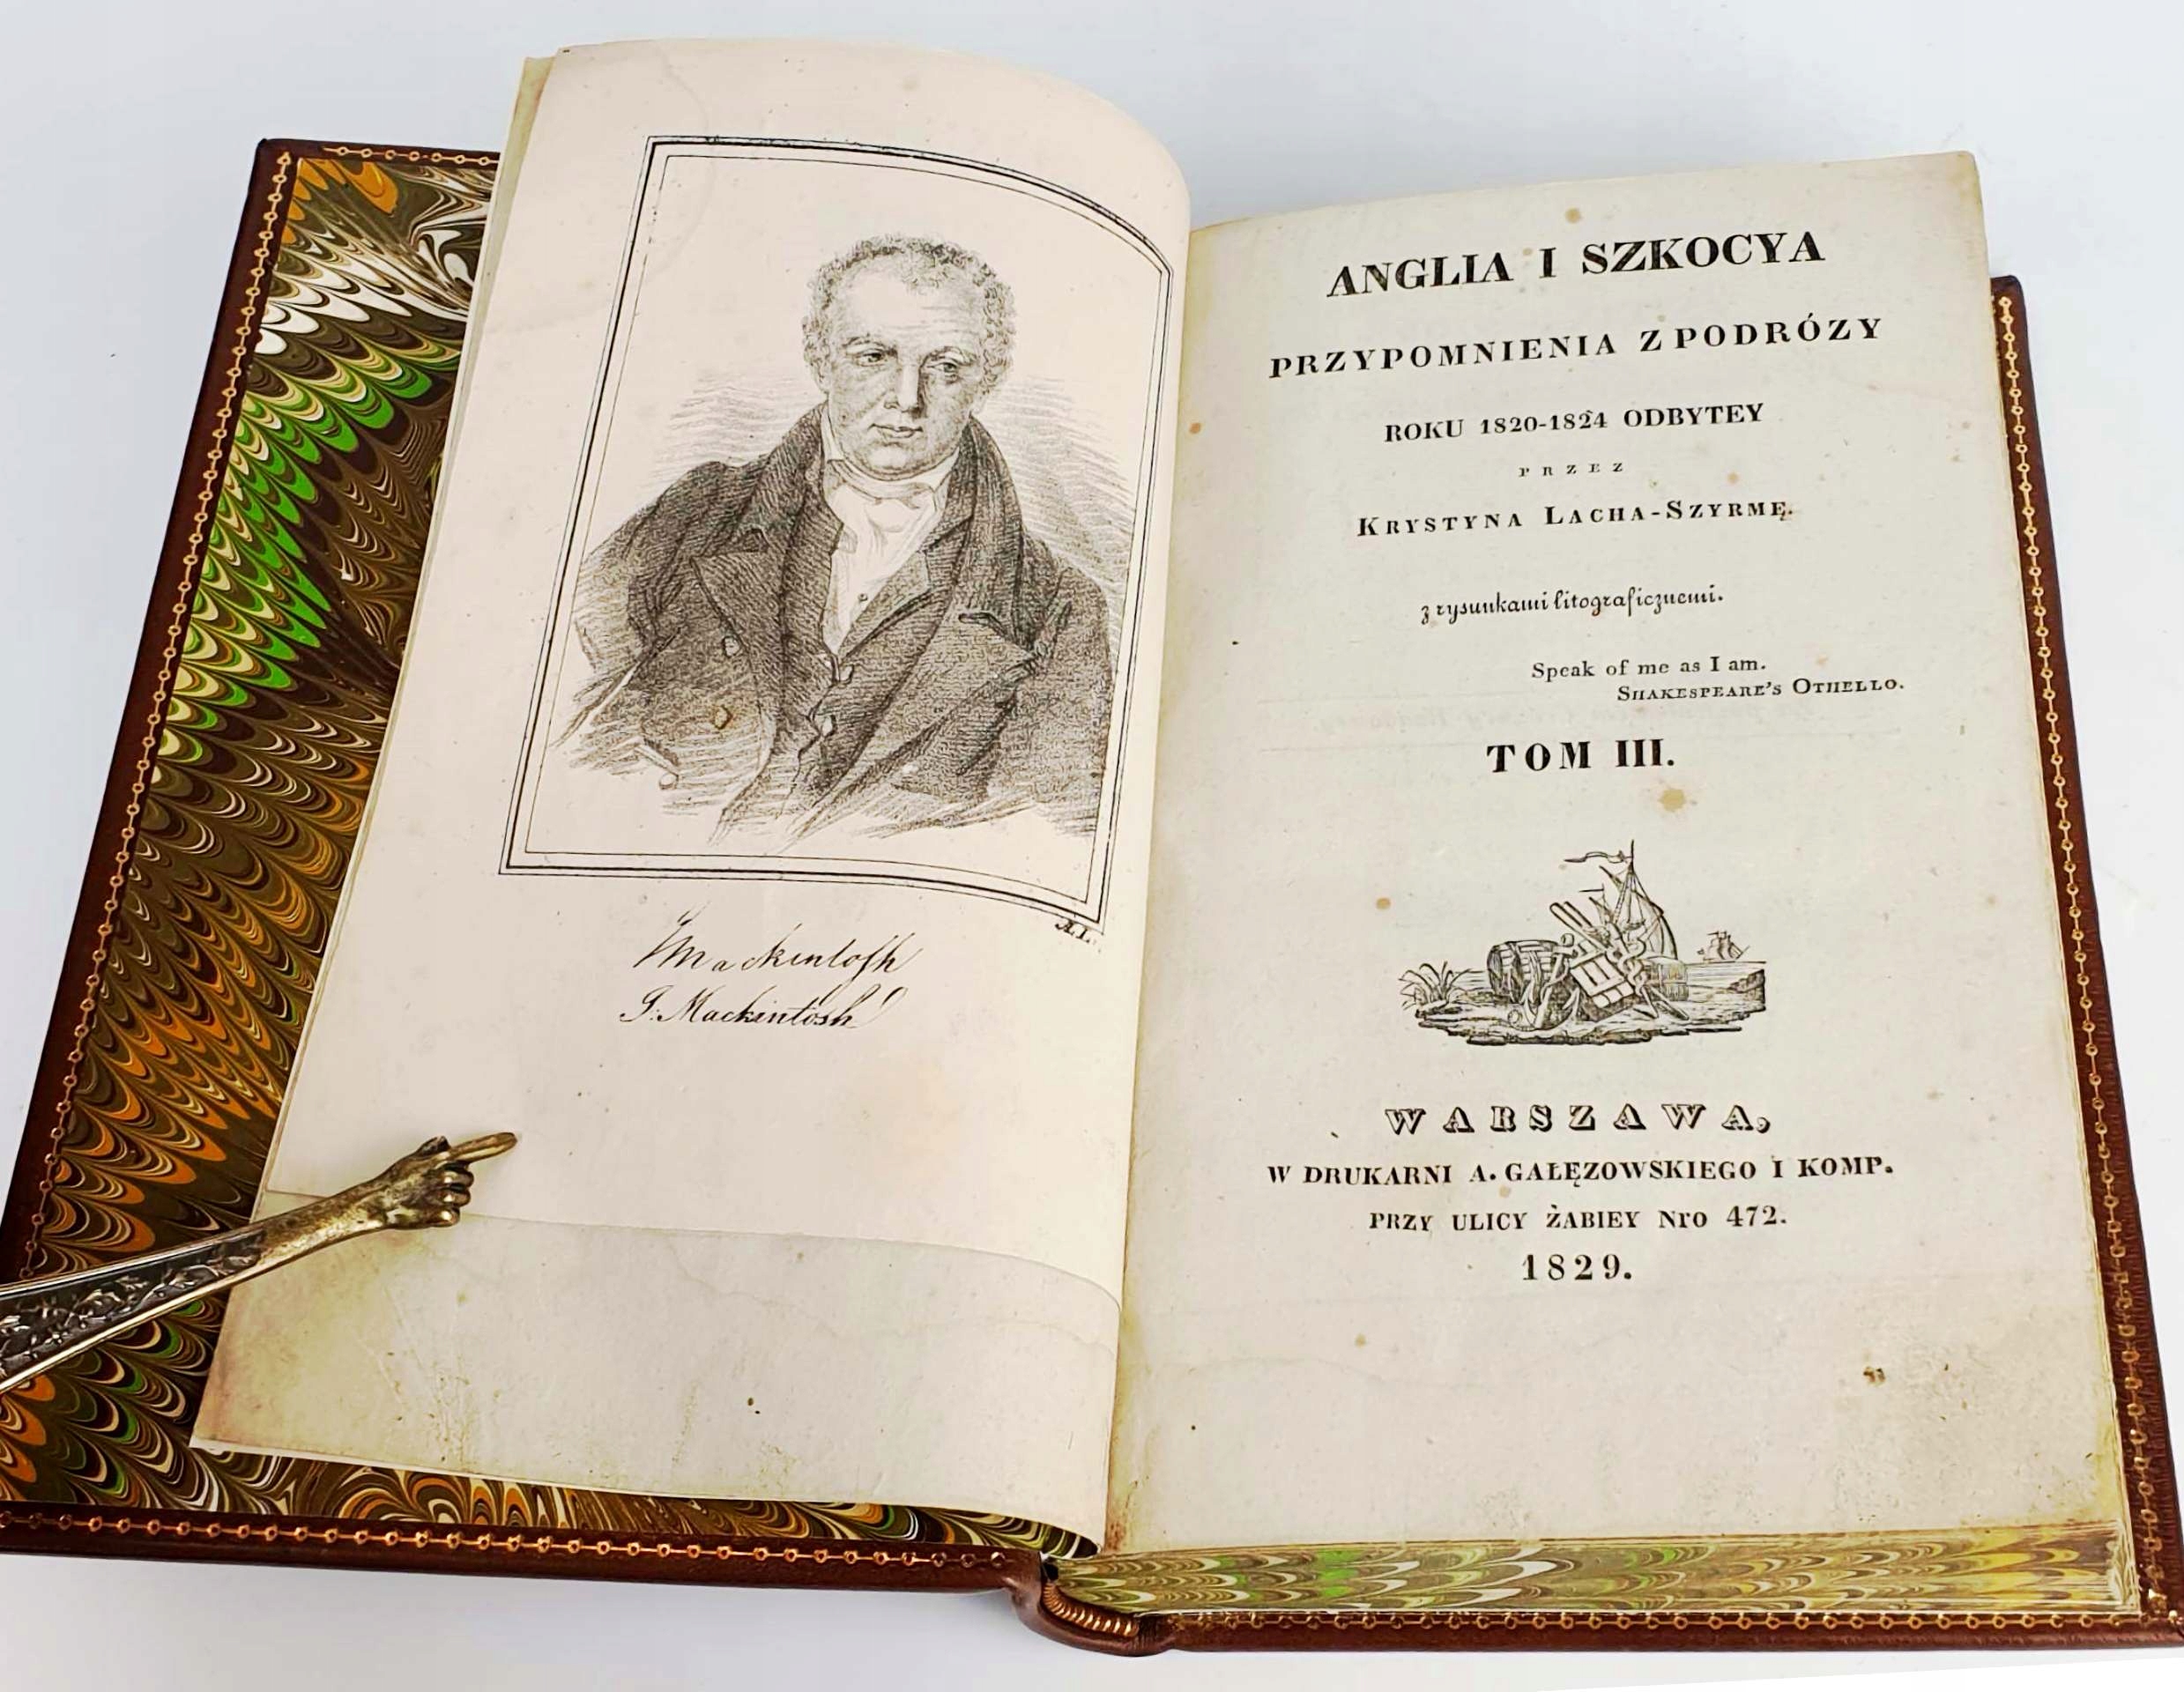 A.L.
Mackintosh
J. Mackintosh
ANGLIA I SZKOCYA
PRZYPOMNIENIA Z PODRÓZY
ROKU 1820-1824 ODBYTEY
PRZEZ
KRYSTYNA LACHA-SZYRMĘ.
z rysunkami litograficznemi.
Speak of me as I am.
SHAKESPEARE'S OTHELLO.
TOM III.
WARSZAWA,
W DRUKARNI A. GAŁĘZOWSKIEGO I KOMP.
PRZY ULICY ŻABIEY Nro 472.
1829.